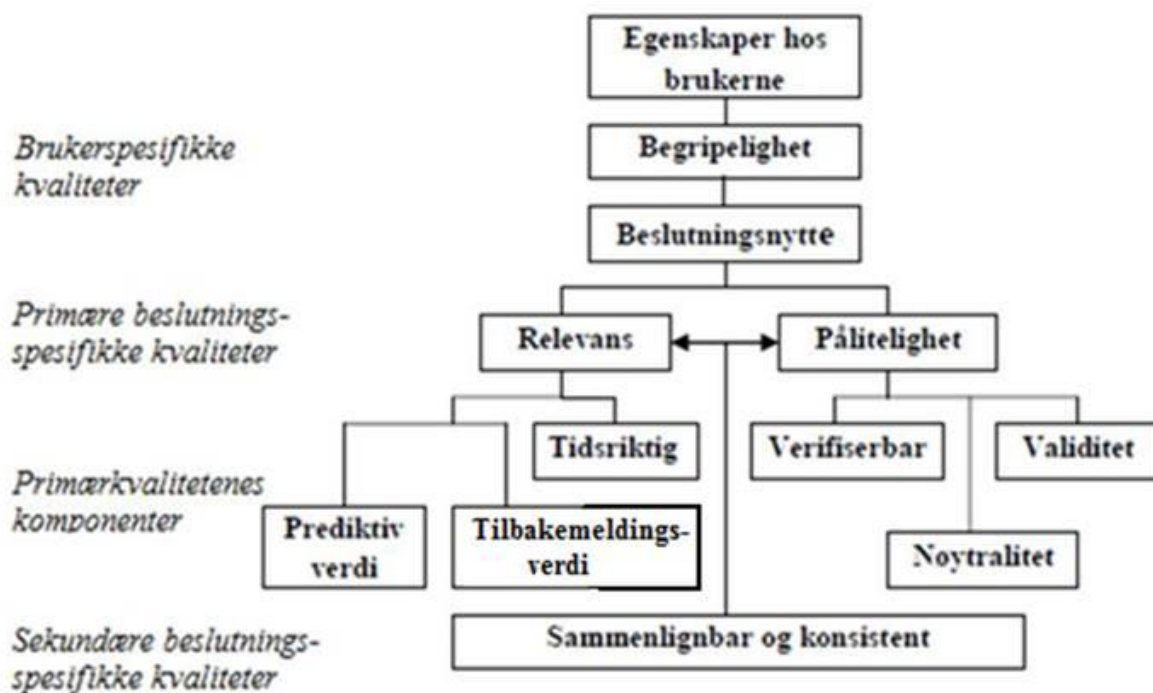 Egenskaper hos
brukerne
Brukerspesifikke
kvaliteter
Begripelighet
Beslutningsnytte
Primære beslutnings-
spesifikke kvaliteter
Relevans
Pålitelighet
Tidsriktig
Verifiserbar
Validitet
Primærkvalitetenes
komponenter
Prediktiv
verdi
Tilbakemeldings-
verdi
Nøytralitet
Sekundære beslutnings-
spesifikke kvaliteter
Sammenlignbar og konsistent